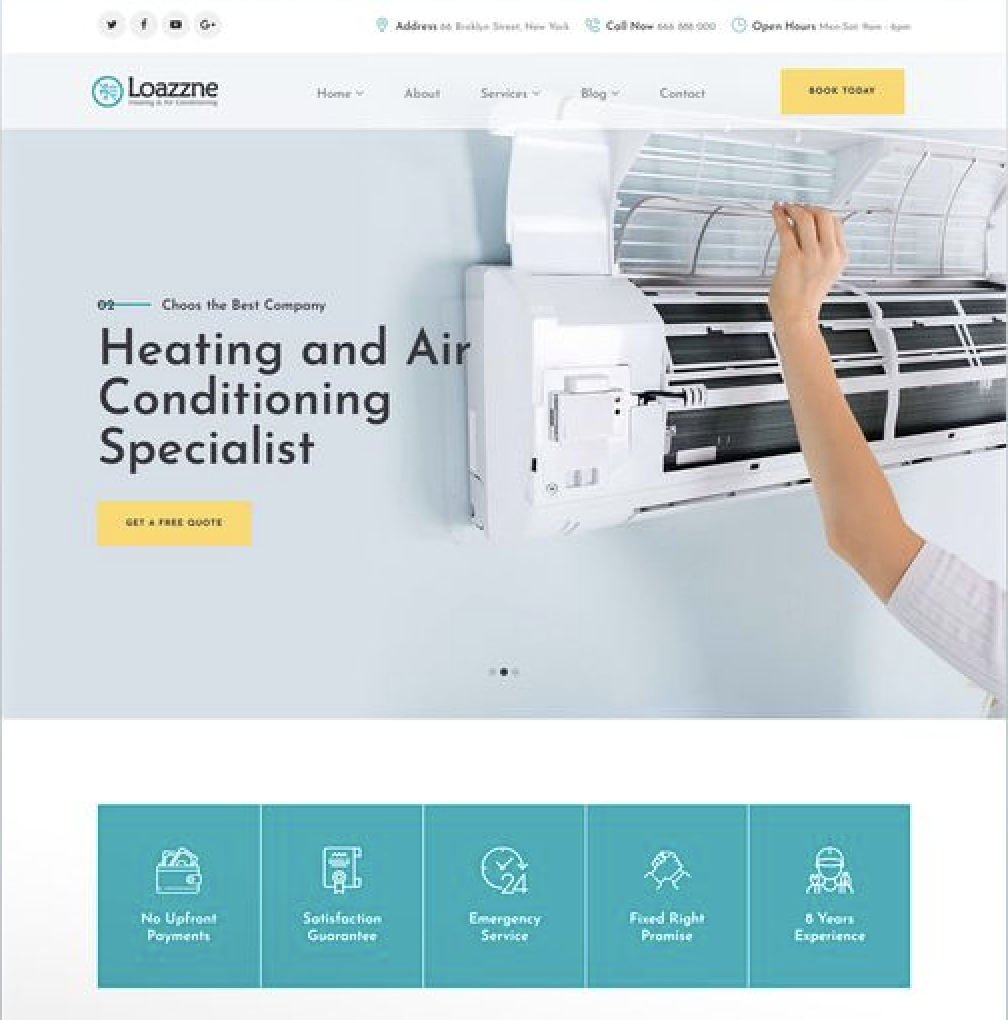 Address 66 Broklyn Street, New York
Call Now 666 888 000
Open Hours Mon-Sat: 9am - 6pm
Loazzne
Heating & Air Conditioning
Home
About
Services
Blog
Contact
BOOK TODAY
02
Choos the Best Company
Heating and Air
Conditioning
Specialist
GET A FREE QUOTE
24
No Upfront
Payments
Satisfaction
Guarantee
Emergency
Service
Fixed Right
Promise
8 Years
Experience